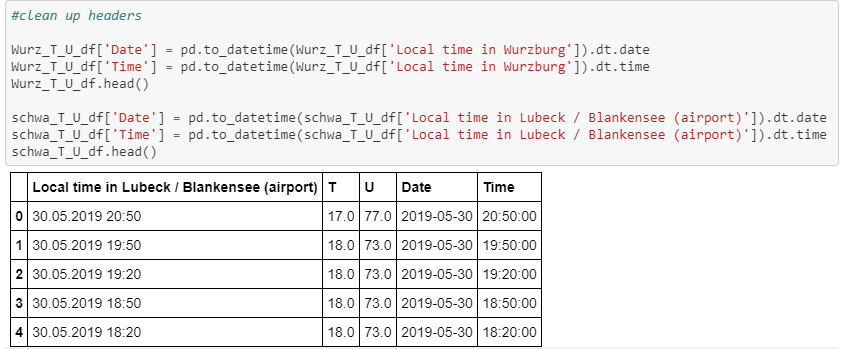 #clean up headers
Wurz_T_U_df['Date'] = pd.to_datetime(Wurz_T_U_df['Local time in Wurzburg']).dt.date
Wurz_T_U_df['Time'] = pd.to_datetime(Wurz_T_U_df['Local time in Wurzburg']).dt.time
Wurz_T_U_df.head()
schwa_T_U_df['Date'] = pd.to_datetime(schwa_T_U_df['Local time in Lubeck / Blankensee (airport)']).dt.date
schwa_T_U_df['Time'] = pd.to_datetime(schwa_T_U_df['Local time in Lubeck / Blankensee (airport)']).dt.time
schwa_T_U_df.head()
Local time in Lubeck / Blankensee (airport) T U Date Time
0 30.05.2019 20:50 17.0 77.0 2019-05-30 20:50:00
1 30.05.2019 19:50 18.0 73.0 2019-05-30 19:50:00
2 30.05.2019 19:20 18.0 73.0 2019-05-30 19:20:00
3 30.05.2019 18:50 18.0 73.0 2019-05-30 18:50:00
4 30.05.2019 18:20 18.0 73.0 2019-05-30 18:20:00